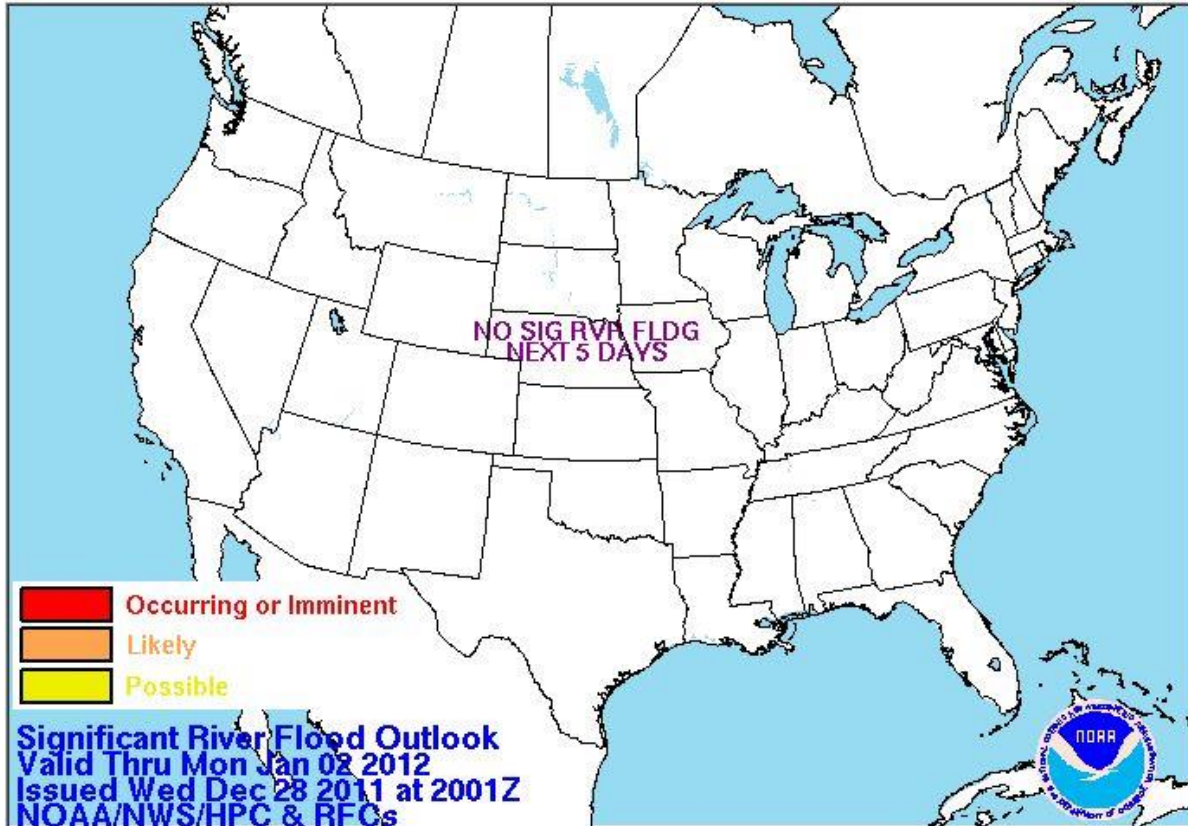 NO SIG RVR FLDG
NEXT 5 DAYS
Occurring or Imminent
Likely
Possible
Significant River Flood Outlook
Valid Thru Mon Jan 02 2012
Issued Wed Dec 28 2011 at 2001Z
NOAA/NWS/HPC & RFCs
NOAA